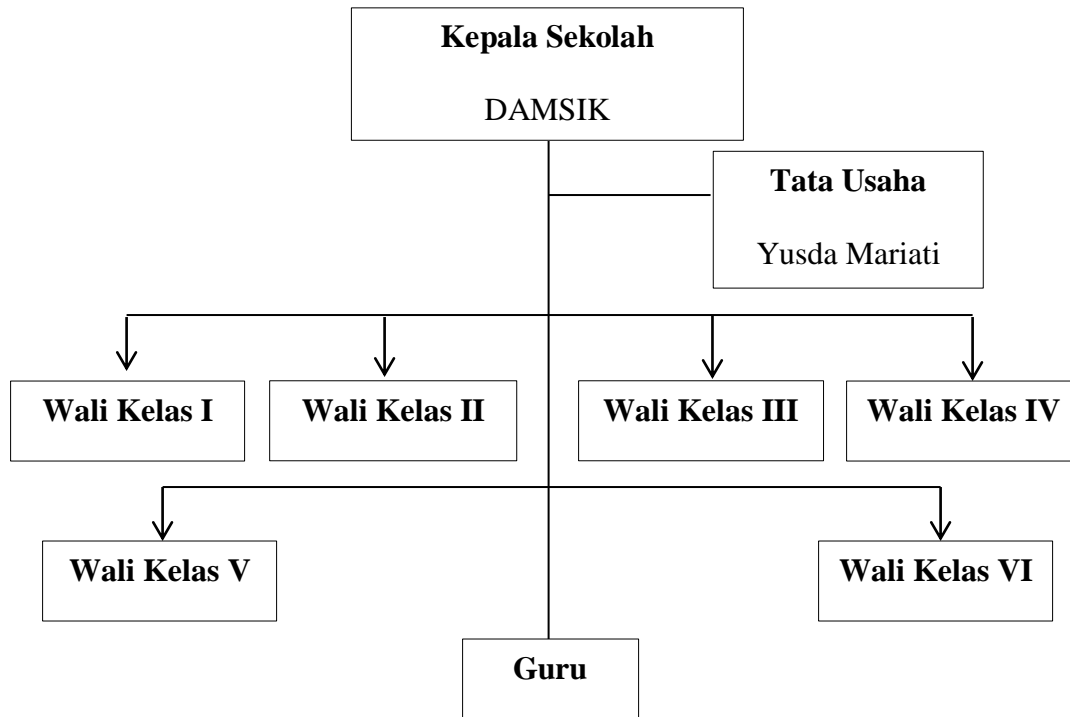 Kepala Sekolah
DAMSIK
Tata Usaha
Yusda Mariati
Wali Kelas I
Wali Kelas II
Wali Kelas III
Wali Kelas IV
Wali Kelas V
Wali Kelas VI
Guru